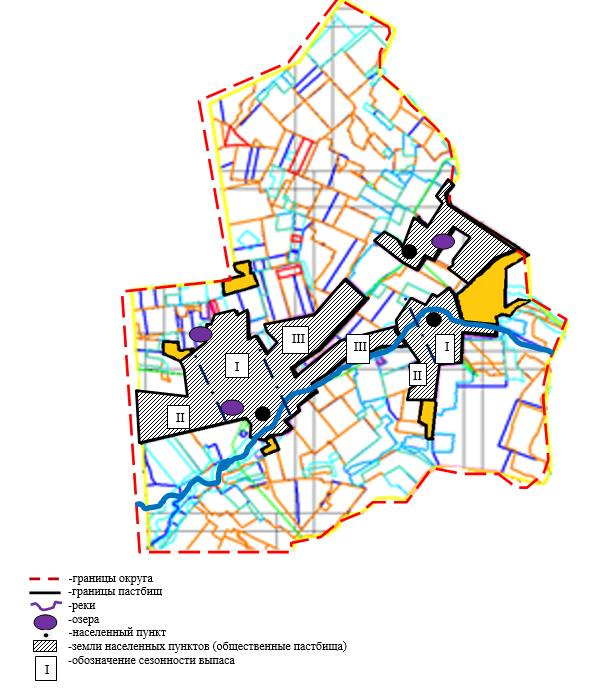 III
III
I
I
II
II
-границы округа
-границы пастбищ
-реки
-озера
-населенный пункт
-земли населенных пунктов (общественные пастбища)
I -обозначение сезонности выпаса